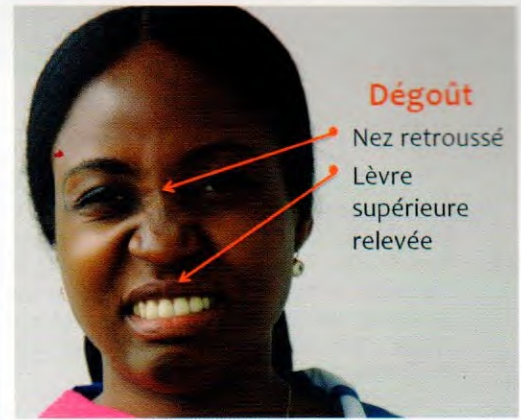 Dégoût
Nez retroussé
Lèvre
supérieure
relevée